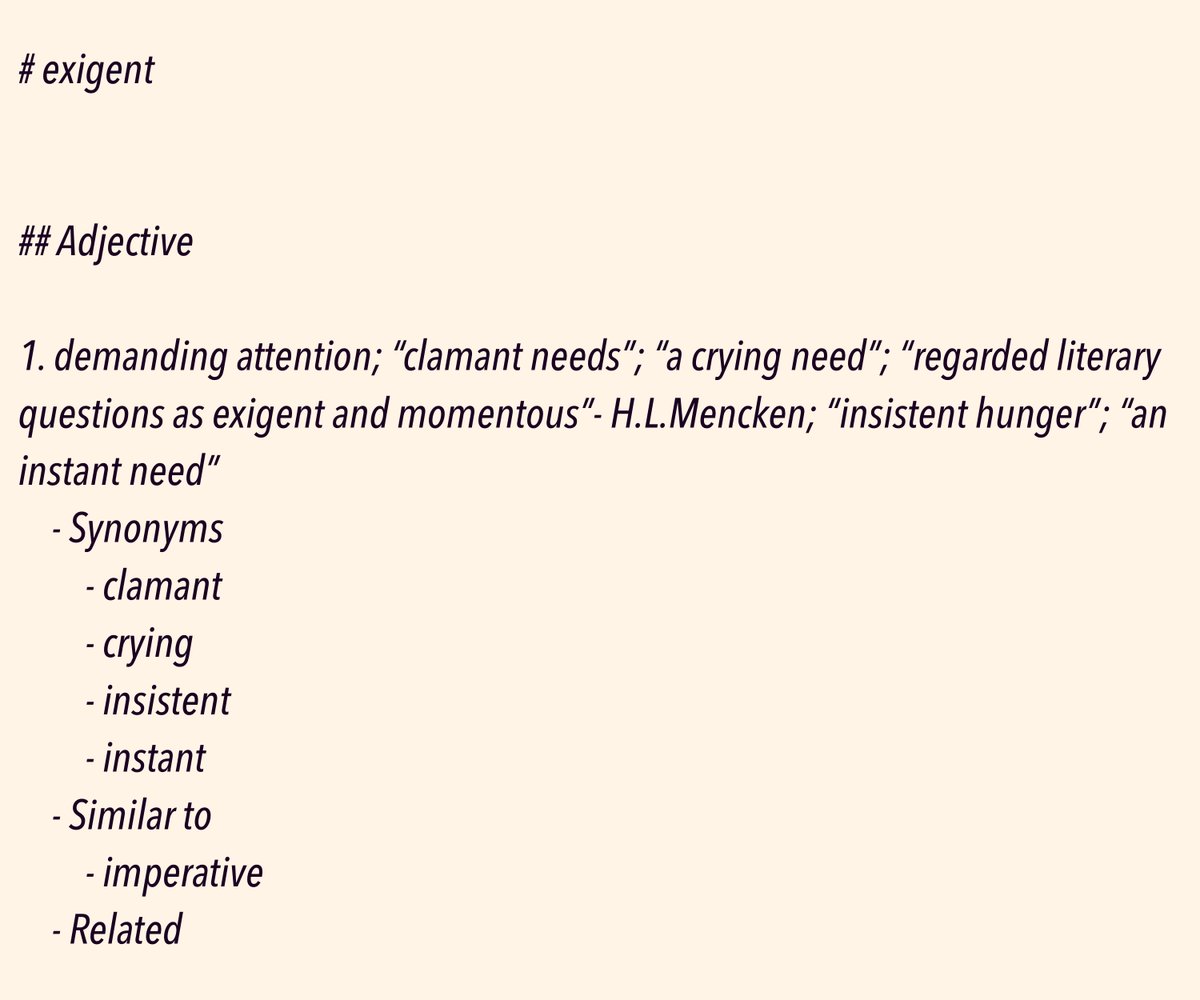 # exigent
## Adjective
1. demanding attention; “clamant needs”; “a crying need”; “regarded literary
questions as exigent and momentous”- H.L.Mencken; “insistent hunger”; “an
instant need”
- Synonyms
- clamant
- crying
- insistent
- instant
- Similar to
- imperative
- Related